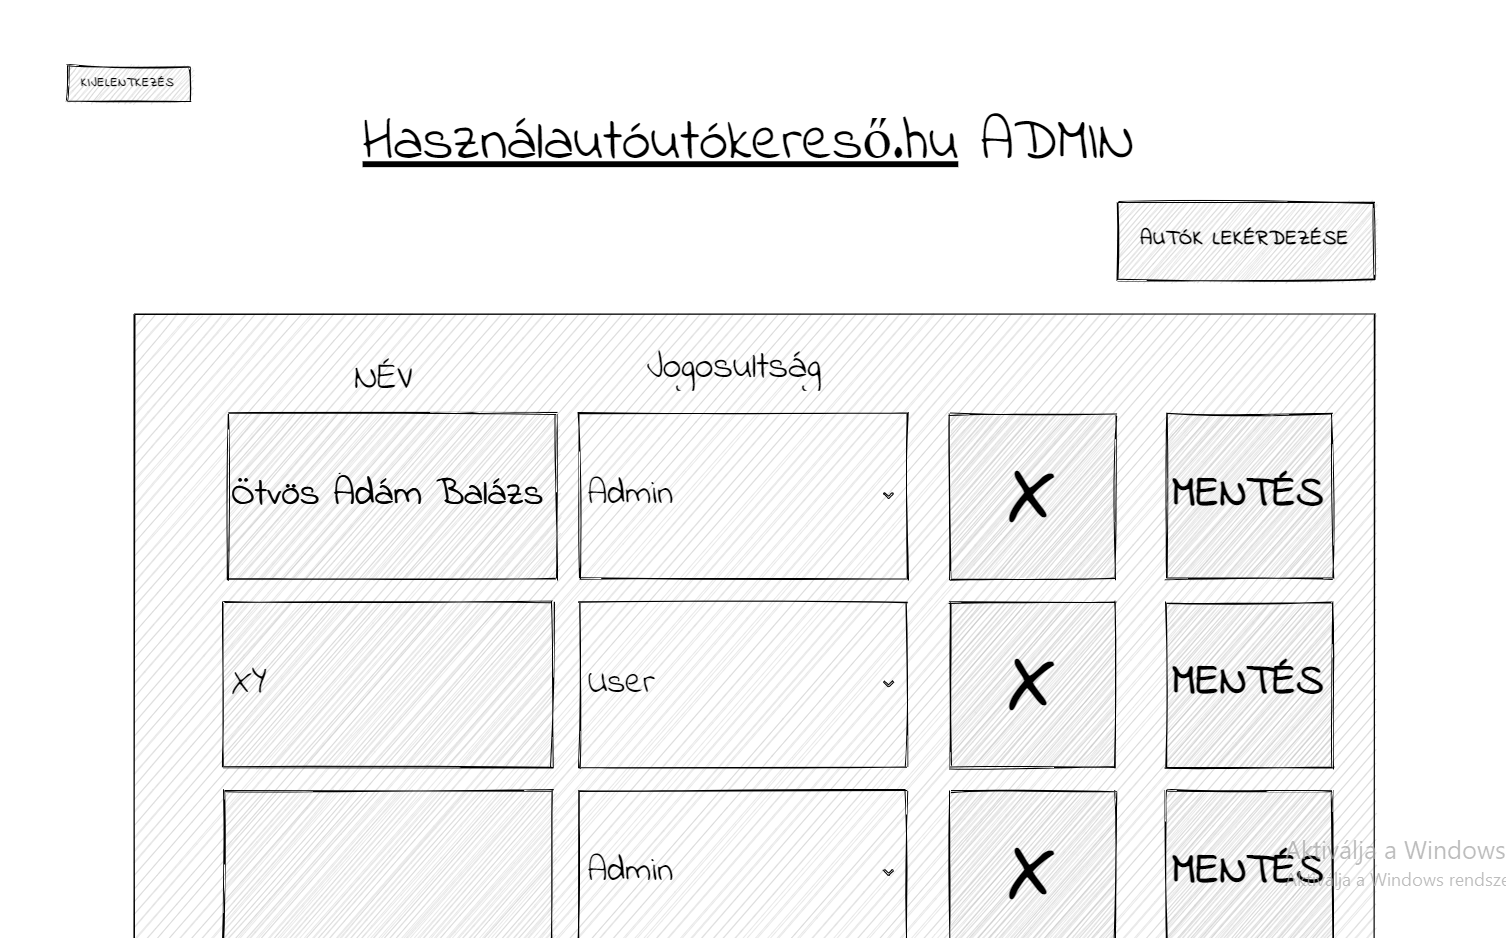 KIJELENTKEZÉS
Használautóutókereső.hu ADMIN
AUTÓK LEKÉRDEZÉSE
NÉV Jogosultság
Ötvös Ádám Balázs Admin X MENTÉS
XY user X MENTÉS
Admin X MENTÉS
Aktiválja a Windows
Aktiválja a Windows rendsze